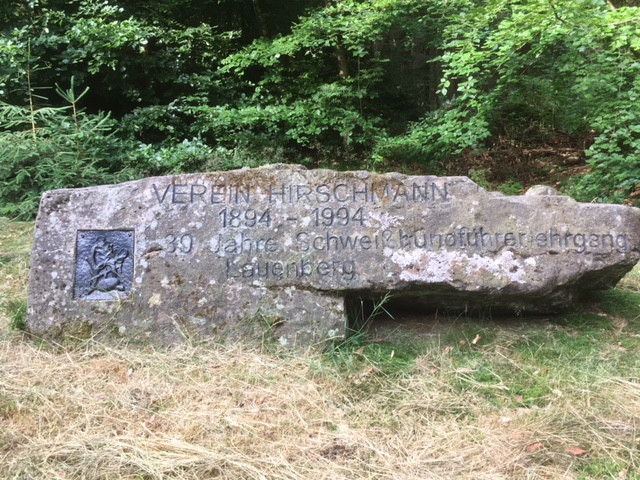 VEREIN HIRSCHMANN
1894 - 1994
30 Jahre Schweißhundführerlehrgang
Lauenberg